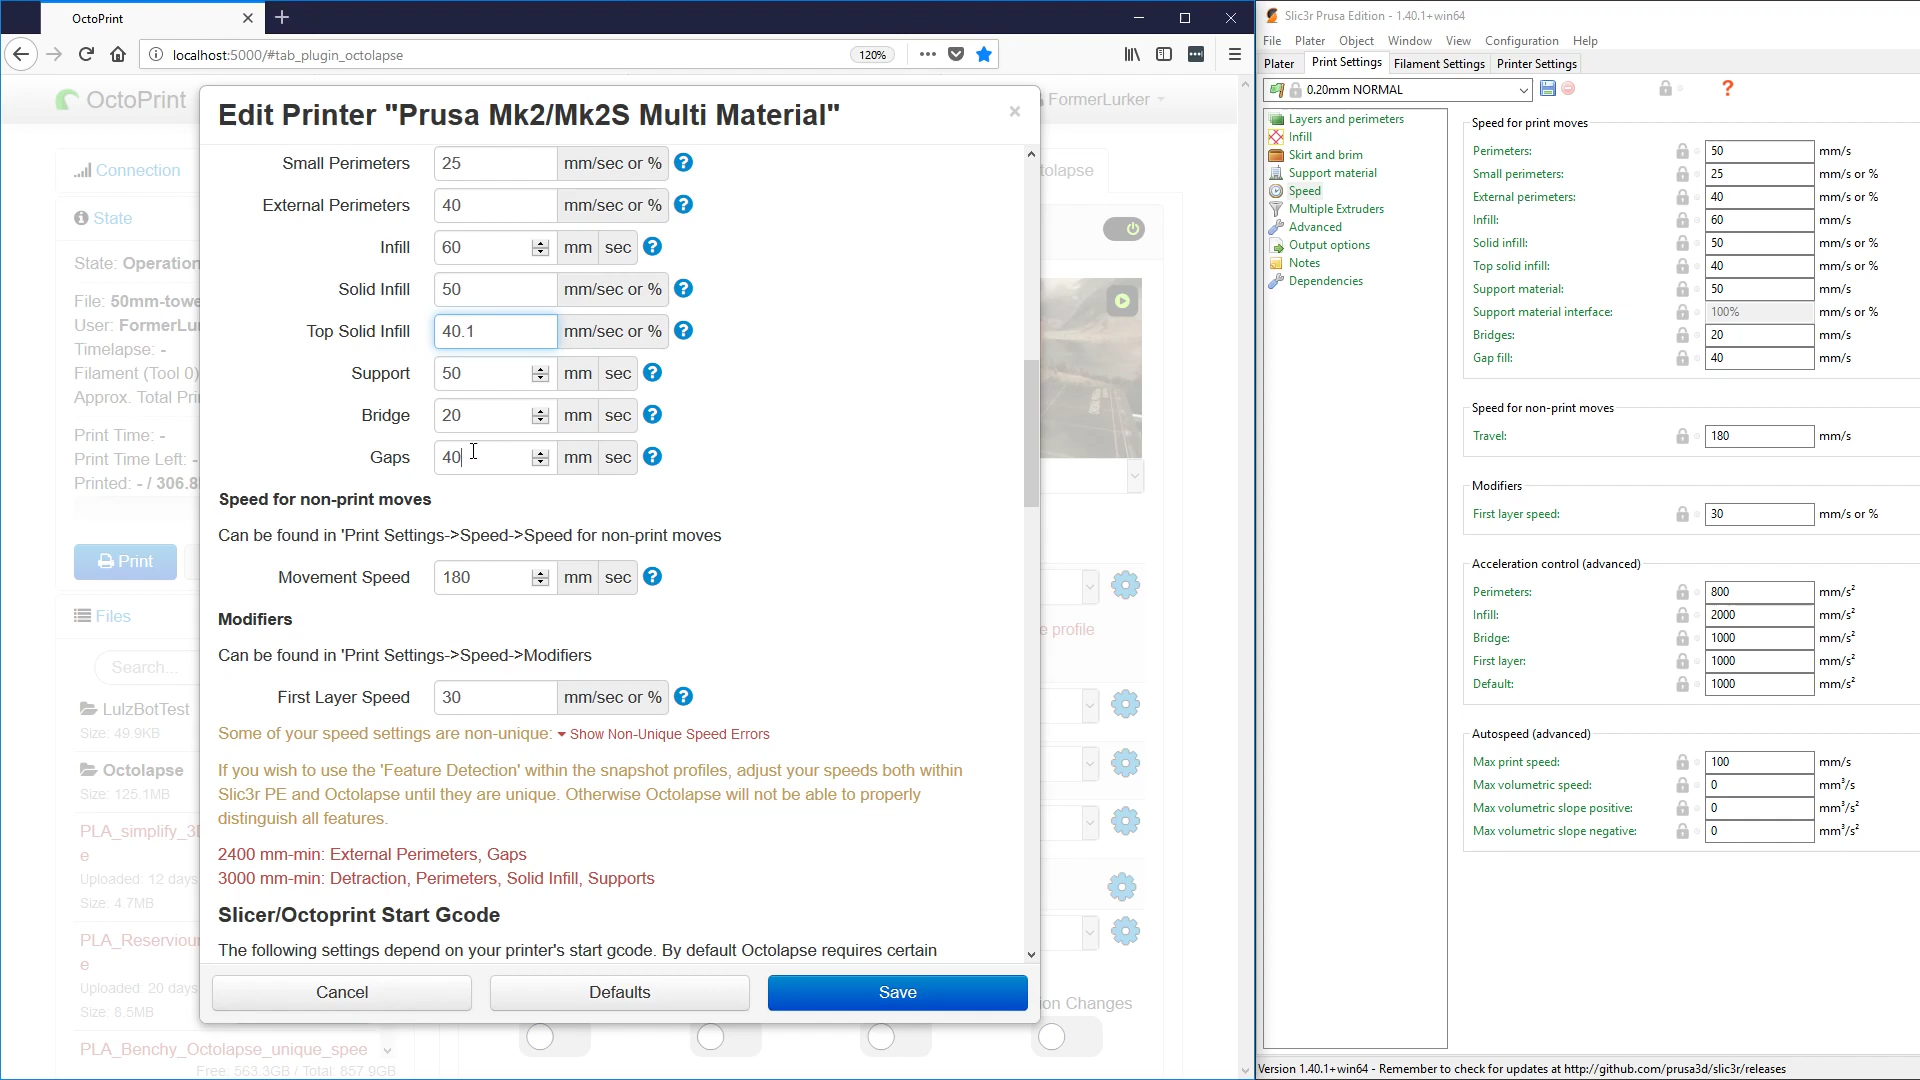 OctoPrint
localhost:5000/#tab_plugin_octolapse
120%
OctoPrint
FormerLurker
Connection
State
State: Operation
File: 50mm-towe
User: FormerLu
Timelapse: -
Filament (Tool 0)
Approx. Total Pri
Print Time: -
Print Time Left: -
Printed: - / 306.8
Print
Files
Search...
LulzBotTest
Size: 49.9KB
Octolapse
Size: 125.1MB
PLA_simplify_3D
e
Uploaded: 12 days
Size: 4.7MB
PLA_Reserviour
e
Uploaded: 20 days
Size: 8.5MB
PLA_Benchy_Octolapse_unique_spee
Free: 563.3GB / Total: 857.9GB
tolapse
e profile
ion Changes
Edit Printer "Prusa Mk2/Mk2S Multi Material"
×
Small Perimeters 25 mm/sec or %
External Perimeters 40 mm/sec or %
Infill 60 mm sec
Solid Infill 50 mm/sec or %
Top Solid Infill 40.1 mm/sec or %
Support 50 mm sec
Bridge 20 mm sec
Gaps 40 mm sec
Speed for non-print moves
Can be found in 'Print Settings->Speed->Speed for non-print moves
Movement Speed 180 mm sec
Modifiers
Can be found in 'Print Settings->Speed->Modifiers
First Layer Speed 30 mm/sec or %
Some of your speed settings are non-unique: Show Non-Unique Speed Errors
If you wish to use the 'Feature Detection' within the snapshot profiles, adjust your speeds both within
Slic3r PE and Octolapse until they are unique. Otherwise Octolapse will not be able to properly
distinguish all features.
2400 mm-min: External Perimeters, Gaps
3000 mm-min: Detraction, Perimeters, Solid Infill, Supports
Slicer/Octoprint Start Gcode
The following settings depend on your printer's start gcode. By default Octolapse requires certain
Cancel Defaults Save
Slic3r Prusa Edition - 1.40.1+win64
File Plater Object Window View Configuration Help
Plater Print Settings Filament Settings Printer Settings
0.20mm NORMAL
?
Layers and perimeters
Infill
Skirt and brim
Support material
Speed
Multiple Extruders
Advanced
Output options
Notes
Dependencies
Speed for print moves
Perimeters: 50 mm/s
Small perimeters: 25 mm/s or %
External perimeters: 40 mm/s or %
Infill: 60 mm/s
Solid infill: 50 mm/s or %
Top solid infill: 40 mm/s or %
Support material: 50 mm/s
Support material interface: 100% mm/s or %
Bridges: 20 mm/s
Gap fill: 40 mm/s
Speed for non-print moves
Travel: 180 mm/s
Modifiers
First layer speed: 30 mm/s or %
Acceleration control (advanced)
Perimeters: 800 mm/s²
Infill: 2000 mm/s²
Bridge: 1000 mm/s²
First layer: 1000 mm/s²
Default: 1000 mm/s²
Autospeed (advanced)
Max print speed: 100 mm/s
Max volumetric speed: 0 mm³/s
Max volumetric slope positive: 0 mm³/s²
Max volumetric slope negative: 0 mm³/s²
Version 1.40.1+win64 - Remember to check for updates at http://github.com/prusa3d/slic3r/releases